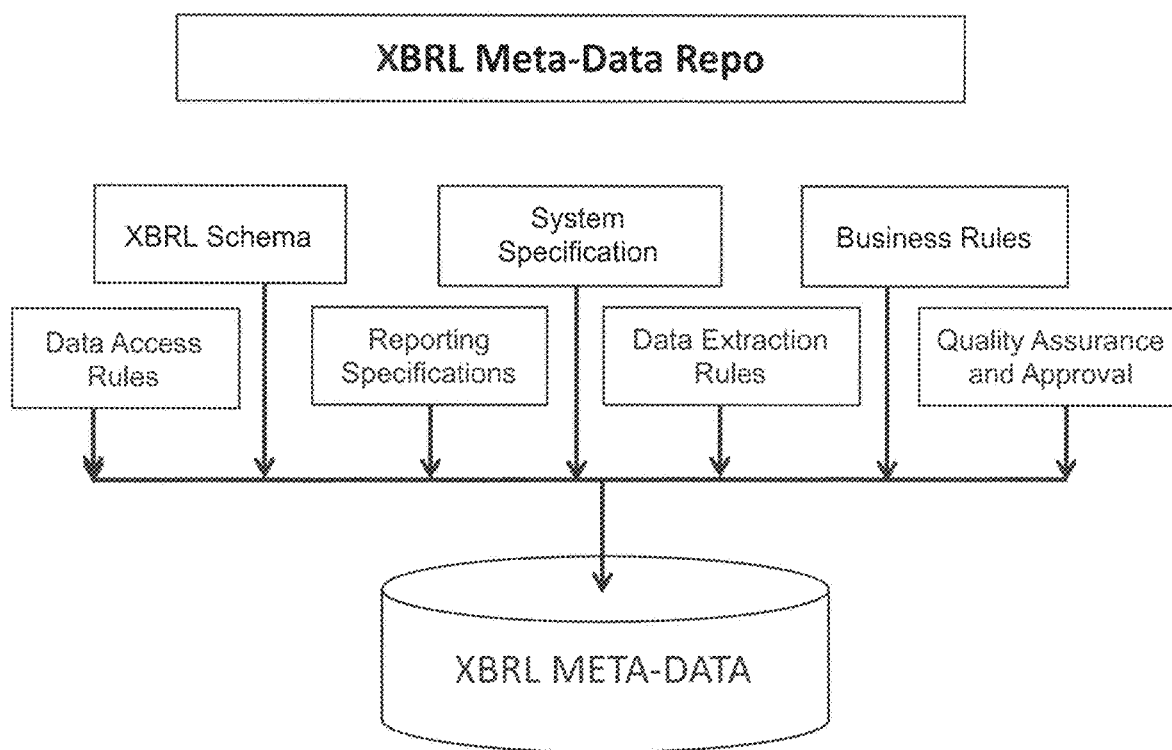 XBRL Meta-Data Repo
XBRL Schema
System
Specification
Business Rules
Data Access
Rules
Reporting
Specifications
Data Extraction
Rules
Quality Assurance
and Approval
XBRL META-DATA